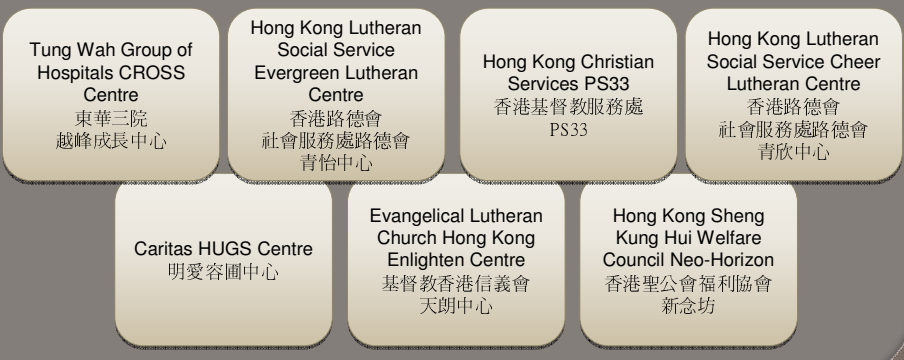 Tung Wah Group of
Hospitals CROSS
Centre
東華三院
越峰成長中心
Hong Kong Lutheran
Social Service
Evergreen Lutheran
Centre
香港路德會
社會服務處路德會
青怡中心
Hong Kong Christian
Services PS33
香港基督教服務處
PS33
Hong Kong Lutheran
Social Service Cheer
Lutheran Centre
香港路德會
社會服務處路德會
青欣中心
Caritas HUGS Centre
明愛容圃中心
Evangelical Lutheran
Church Hong Kong
Enlighten Centre
基督教香港信義會
天朗中心
Hong Kong Sheng
Kung Hui Welfare
Council Neo-Horizon
香港聖公會福利協會
新念坊